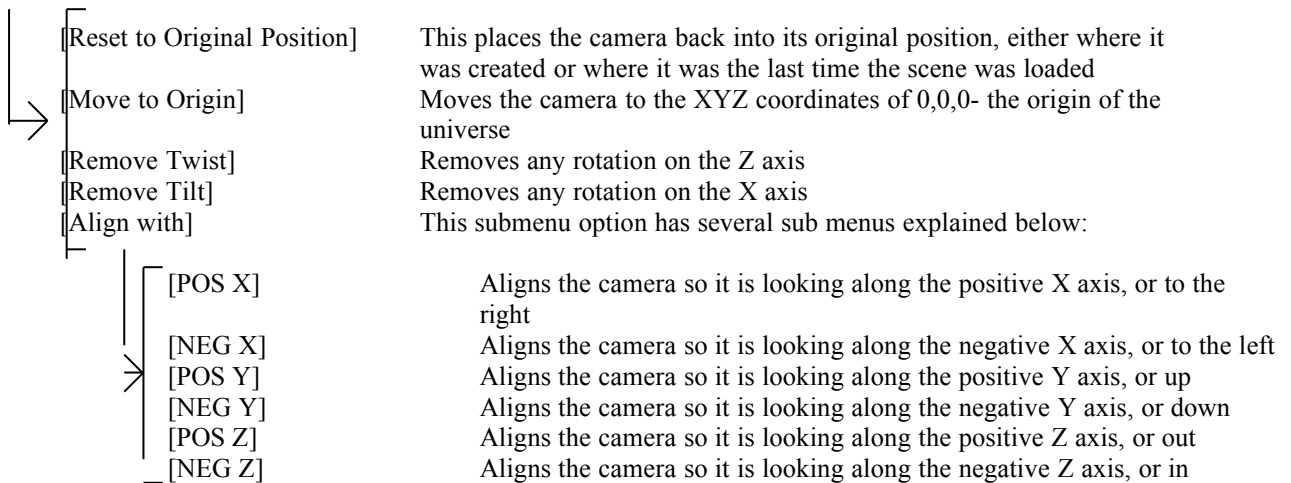 [Reset to Original Position] This places the camera back into its original position, either where it
was created or where it was the last time the scene was loaded
[Move to Origin] Moves the camera to the XYZ coordinates of 0,0,0- the origin of the
universe
[Remove Twist] Removes any rotation on the Z axis
[Remove Tilt] Removes any rotation on the X axis
[Align with] This submenu option has several sub menus explained below:
[POS X] Aligns the camera so it is looking along the positive X axis, or to the
right
[NEG X] Aligns the camera so it is looking along the negative X axis, or to the left
[POS Y] Aligns the camera so it is looking along the positive Y axis, or up
[NEG Y] Aligns the camera so it is looking along the negative Y axis, or down
[POS Z] Aligns the camera so it is looking along the positive Z axis, or out
[NEG Z] Aligns the camera so it is looking along the negative Z axis, or in